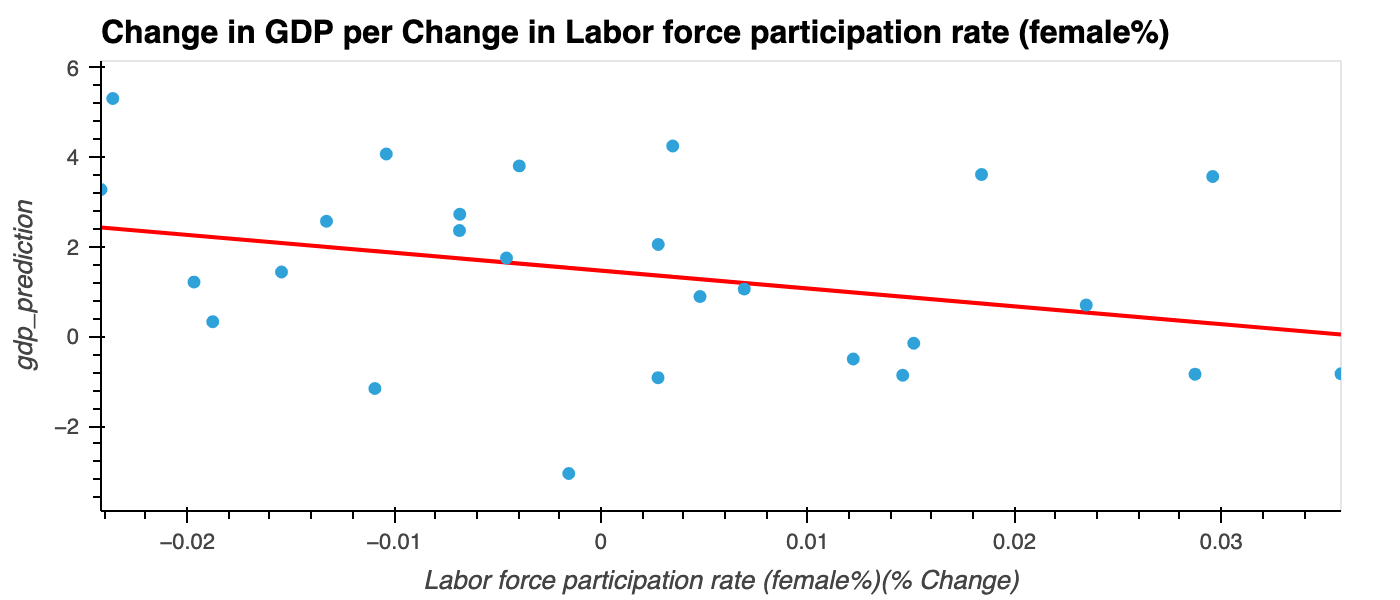 Change in GDP per Change in Labor force participation rate (female%)
6
4
2
0
−2
gdp_prediction
−0.02 −0.01 0 0.01 0.02 0.03
Labor force participation rate (female%)(% Change)